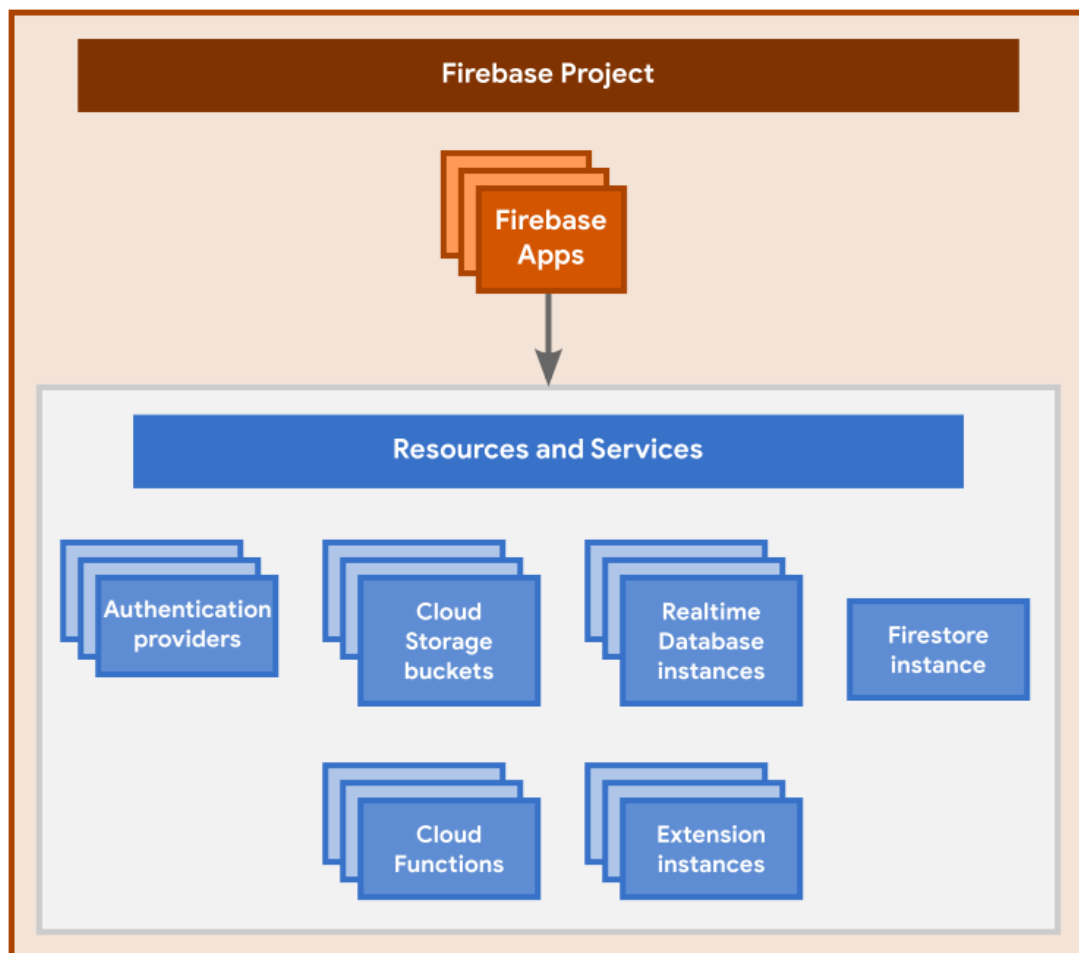 Firebase Project
Firebase
Apps
Resources and Services
Authentication
providers
Cloud
Storage
buckets
Realtime
Database
instances
Firestore
instance
Cloud
Functions
Extension
instances